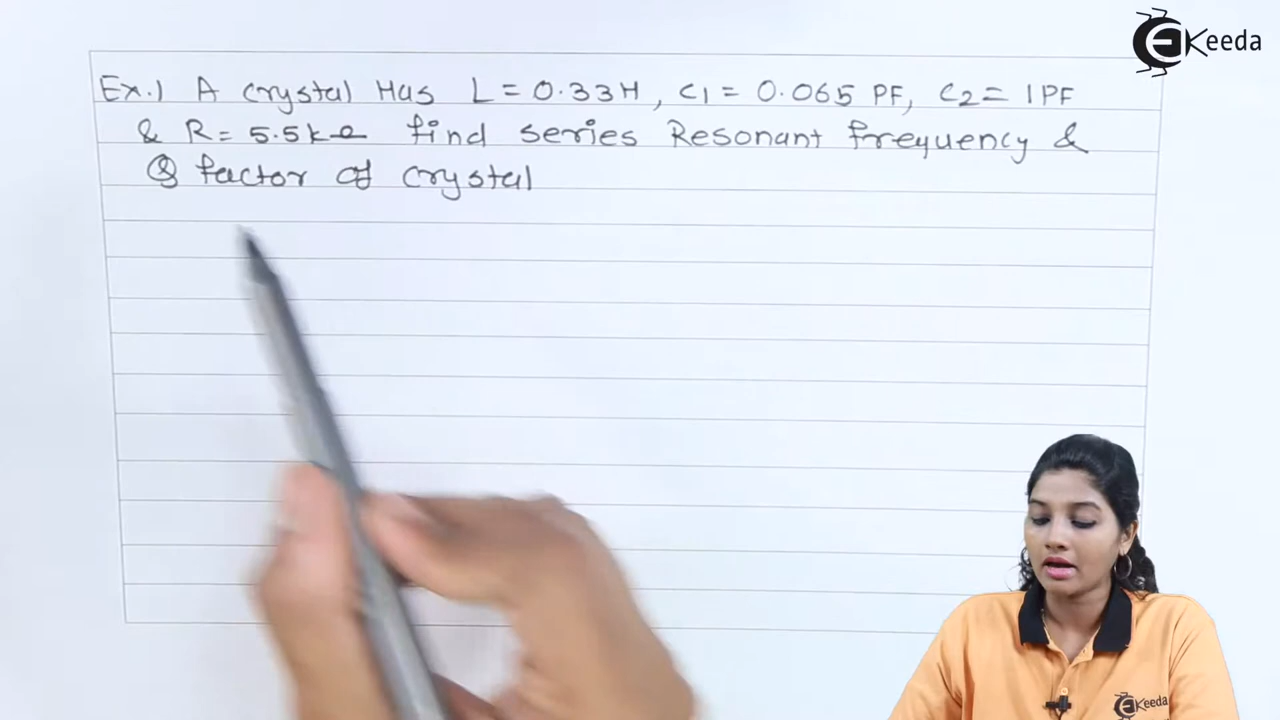 EKeeda
Ex.1 A crystal Has L = 0.33H, C1 = 0.065 PF, C2 = 1PF
& R = 5.5kΩ find series Resonant frequency &
Q factor of crystal
EKeeda